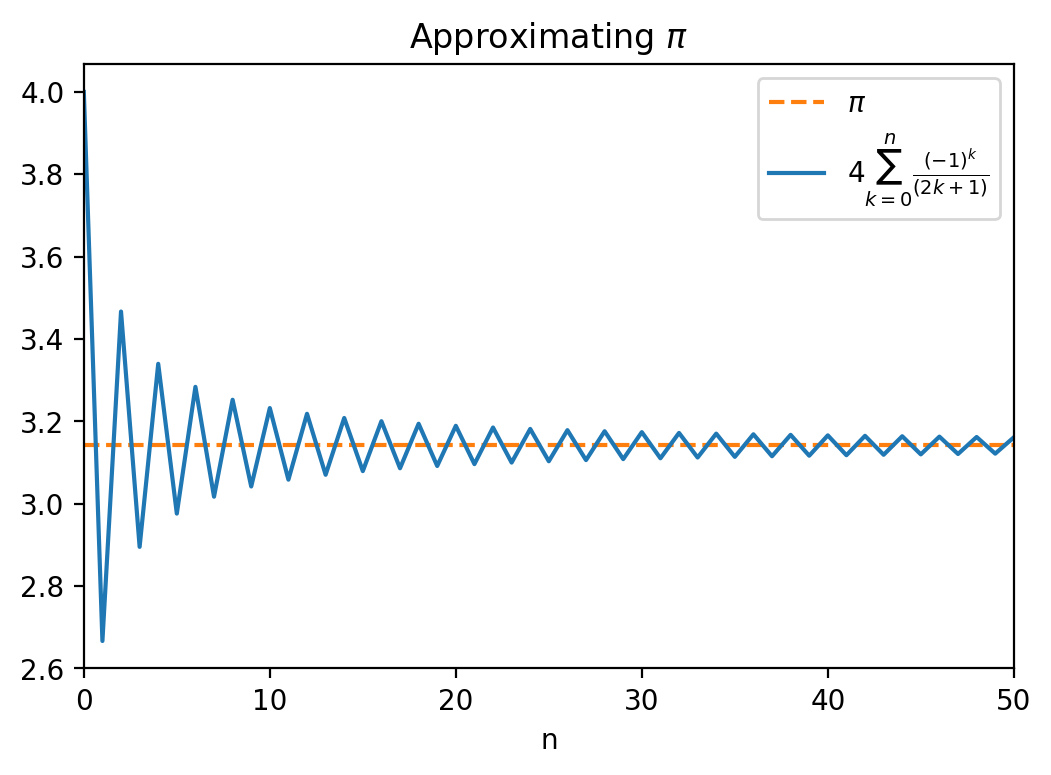 Approximating π
4.0
3.8
3.6
3.4
3.2
3.0
2.8
2.6
0 10 20 30 40 50
n
π
4 ∑_{k=0}^{n} (-1)^k/(2k+1)